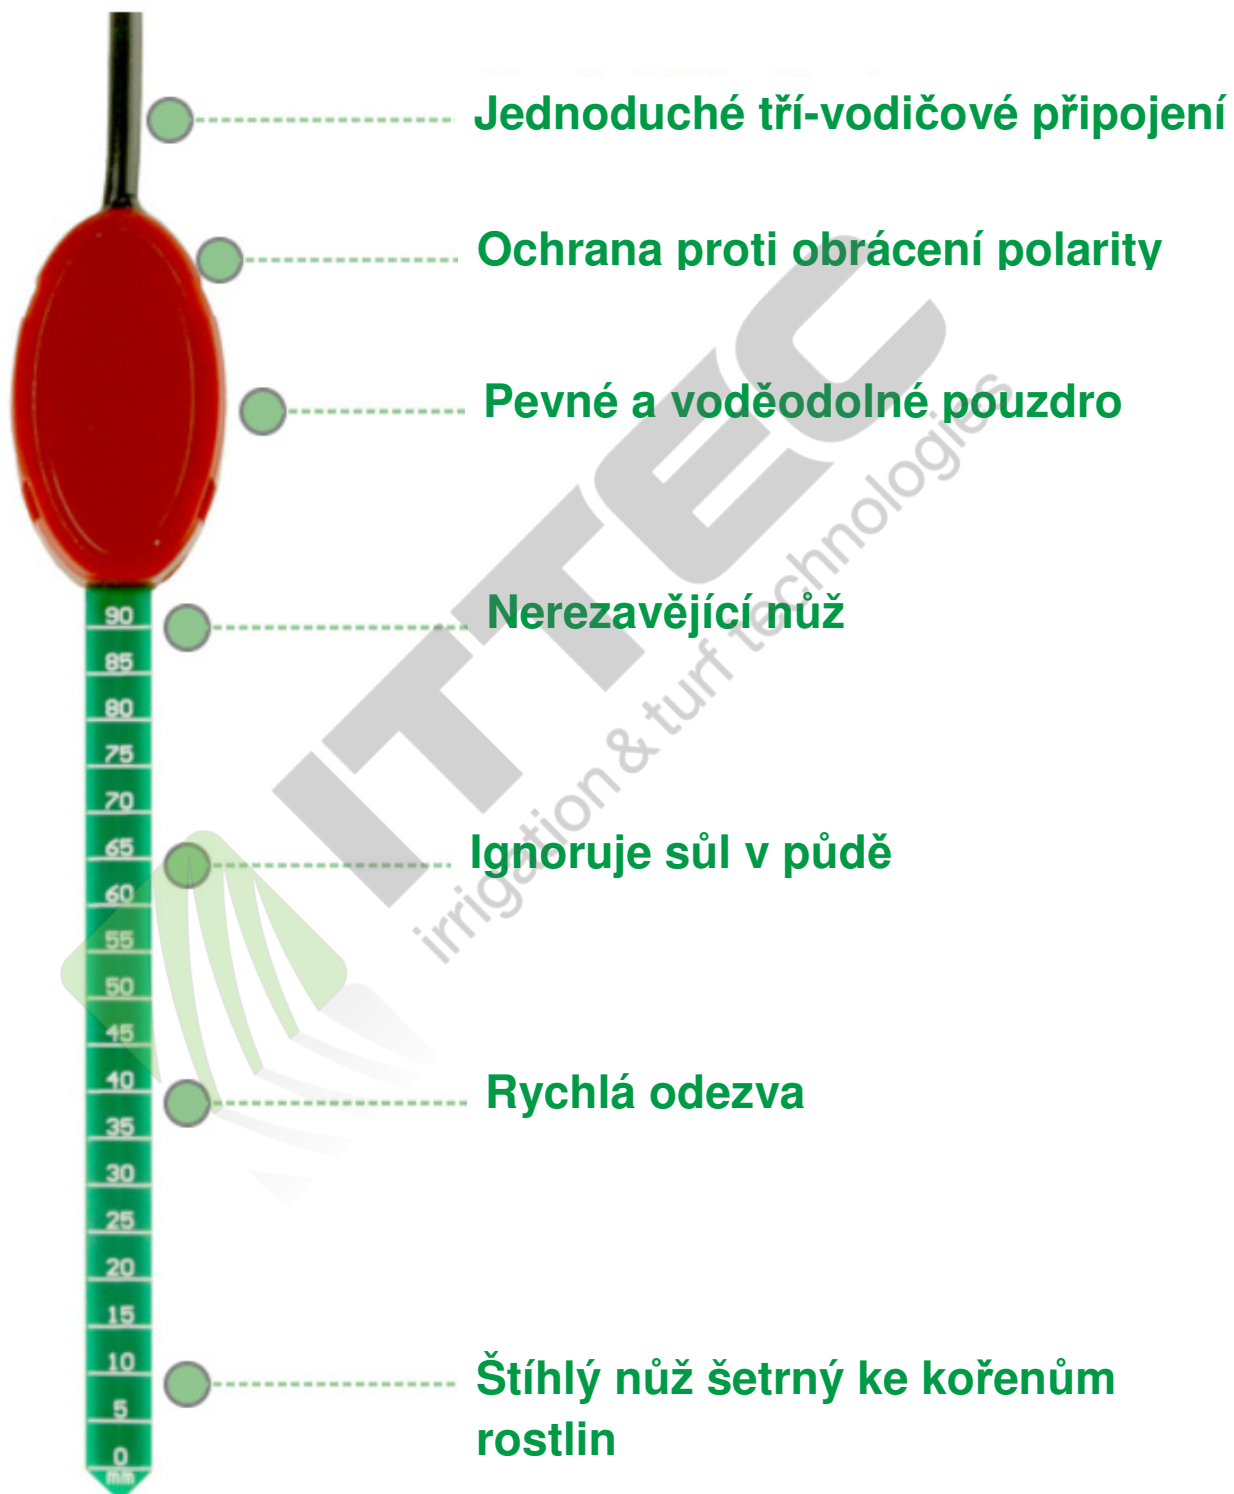 Jednoduché tří-vodičové připojení
Ochrana proti obrácení polarity
Pevné a voděodolné pouzdro
90
Nerezavějící nůž
85
80
75
70
65
Ignoruje sůl v půdě
60
55
50
45
40
Rychlá odezva
35
30
25
20
15
10
Štíhlý nůž šetrný ke kořenům
rostlin
5
0
mm
ITTEC
irrigation & turf technologies